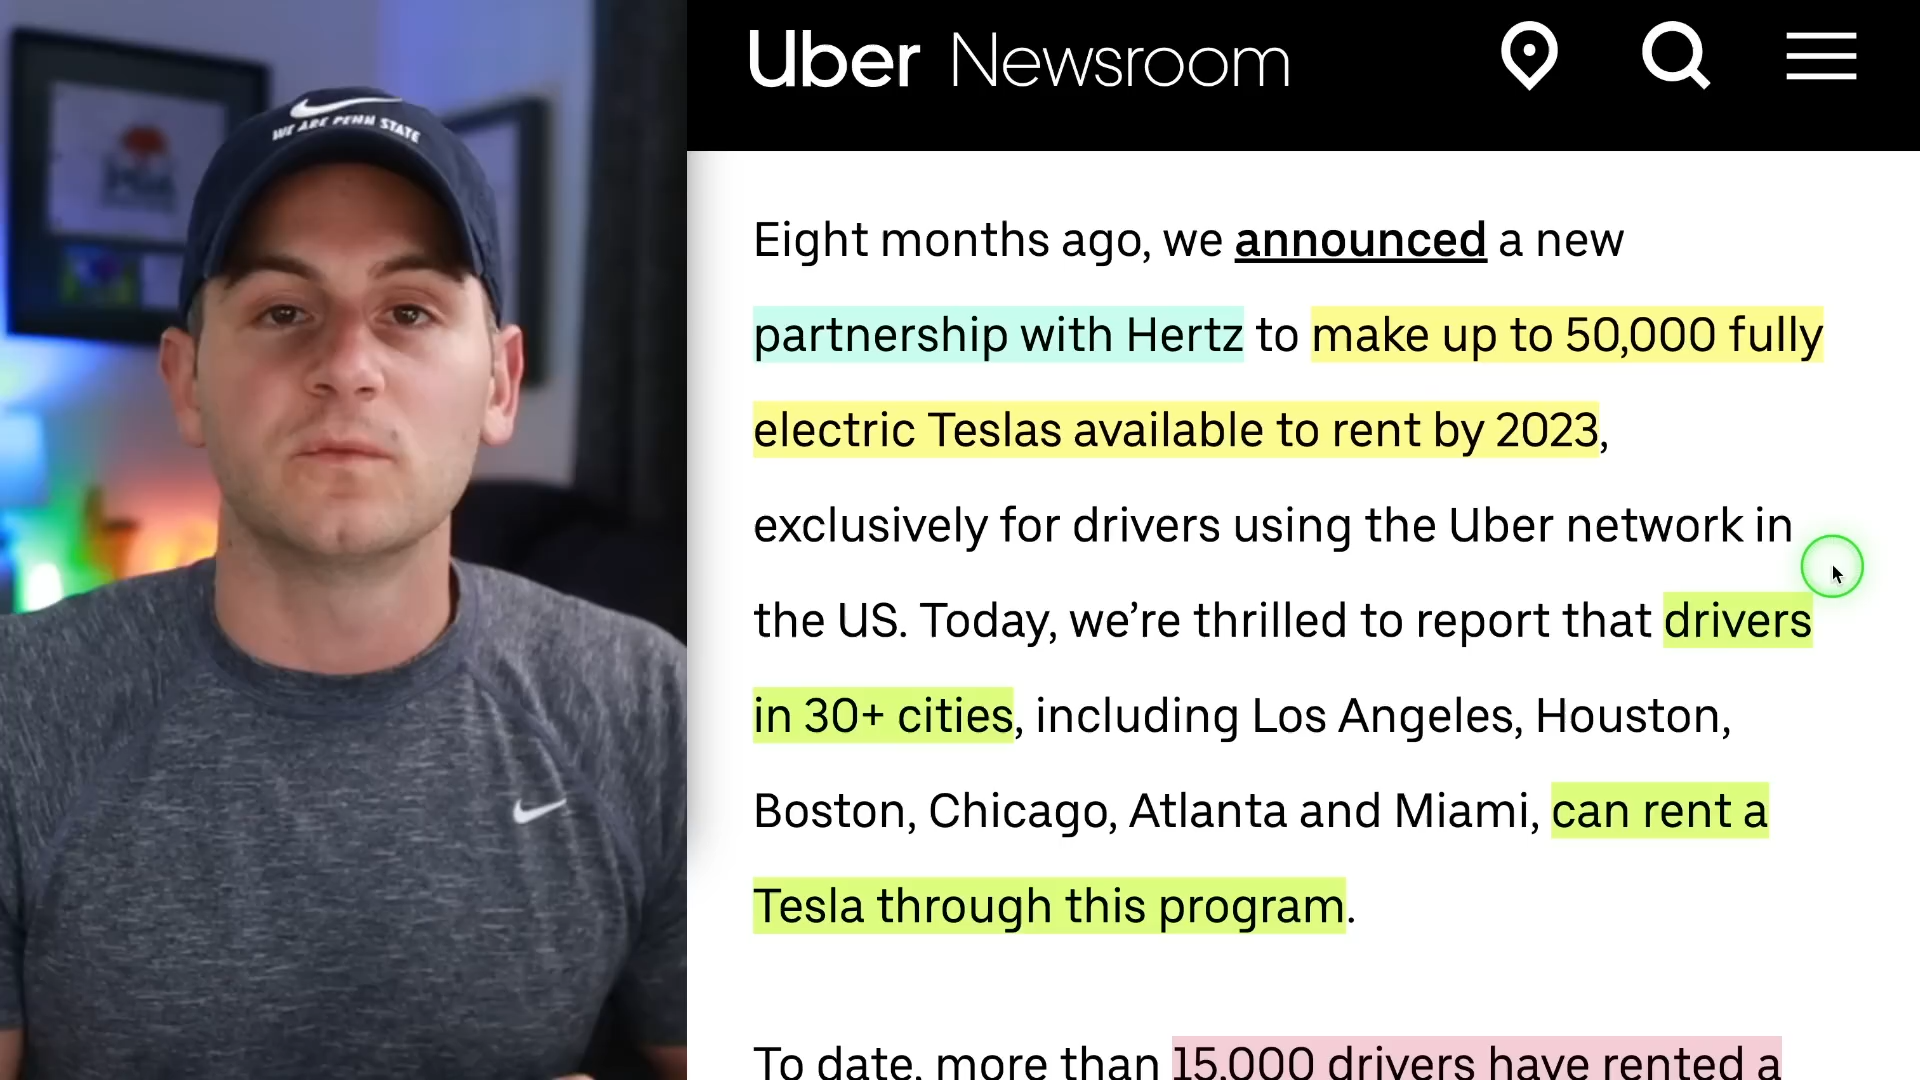 WE ARE PENN STATE
Uber Newsroom
Eight months ago, we announced a new
partnership with Hertz to make up to 50,000 fully
electric Teslas available to rent by 2023,
exclusively for drivers using the Uber network in
the US. Today, we’re thrilled to report that drivers
in 30+ cities, including Los Angeles, Houston,
Boston, Chicago, Atlanta and Miami, can rent a
Tesla through this program.
To date, more than 15,000 drivers have rented a